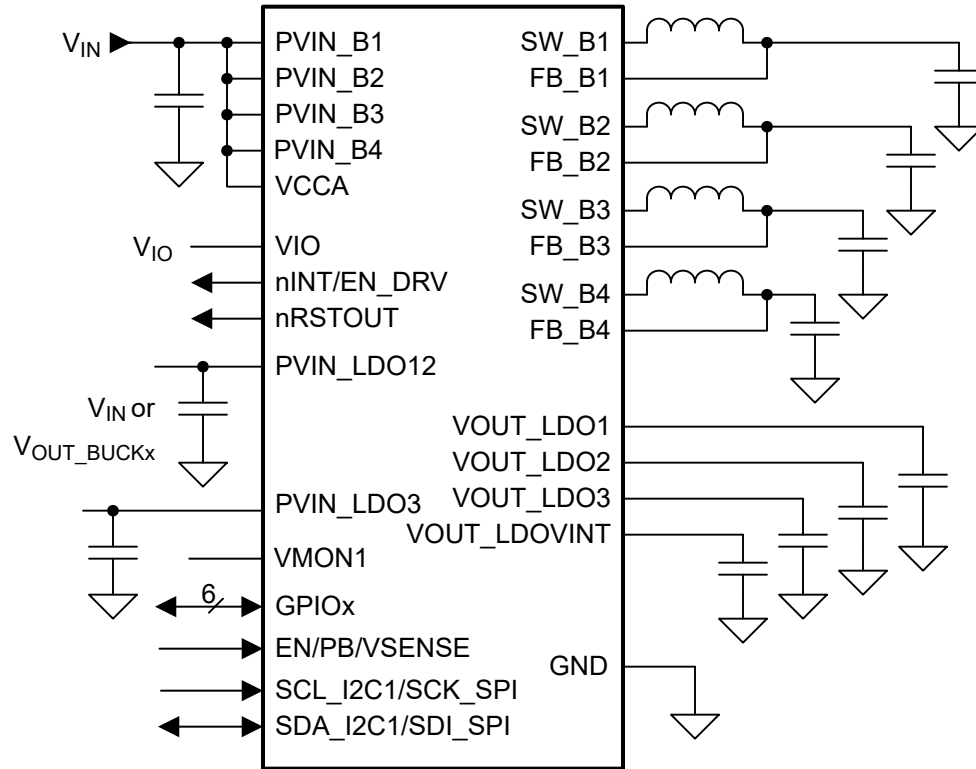 V_IN
PVIN_B1
PVIN_B2
PVIN_B3
PVIN_B4
VCCA
V_IO
VIO
nINT/EN_DRV
nRSTOUT
PVIN_LDO12
V_IN or
V_OUT_BUCKx
PVIN_LDO3
VMON1
6
GPIOx
EN/PB/VSENSE
SCL_I2C1/SCK_SPI
SDA_I2C1/SDI_SPI
SW_B1
FB_B1
SW_B2
FB_B2
SW_B3
FB_B3
SW_B4
FB_B4
VOUT_LDO1
VOUT_LDO2
VOUT_LDO3
VOUT_LDOVINT
GND